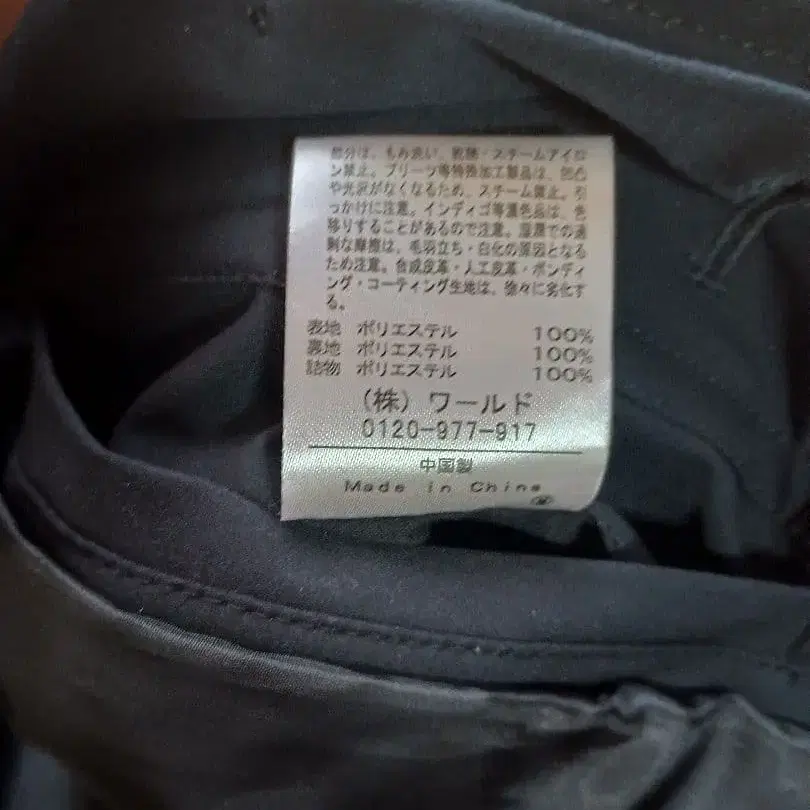 部分は、もみ洗い、乾燥・スチームアイロ
ン禁止。プリーツ等特殊加工製品は、凹凸
や光沢がなくなるため、スチーム禁止。引
っかけに注意。インディゴ等濃色品は、色
移りすることがあるので注意。湿潤での過
剰な摩擦は、毛羽立ち・白化の原因となる
ため注意。合成皮革・人工皮革・ボンディ
ング・コーティング生地は、徐々に劣化す
る。
表地 ポリエステル 100%
裏地 ポリエステル 100%
詰物 ポリエステル 100%
(株)ワールド
0120-977-917
中国製
Made in China